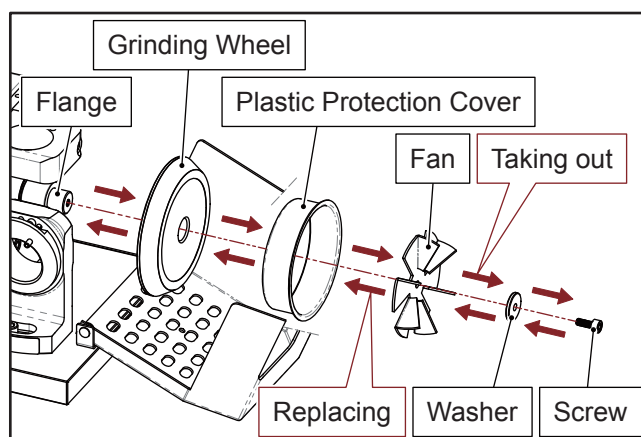 Grinding Wheel
Flange
Plastic Protection Cover
Fan
Taking out
Replacing
Washer
Screw